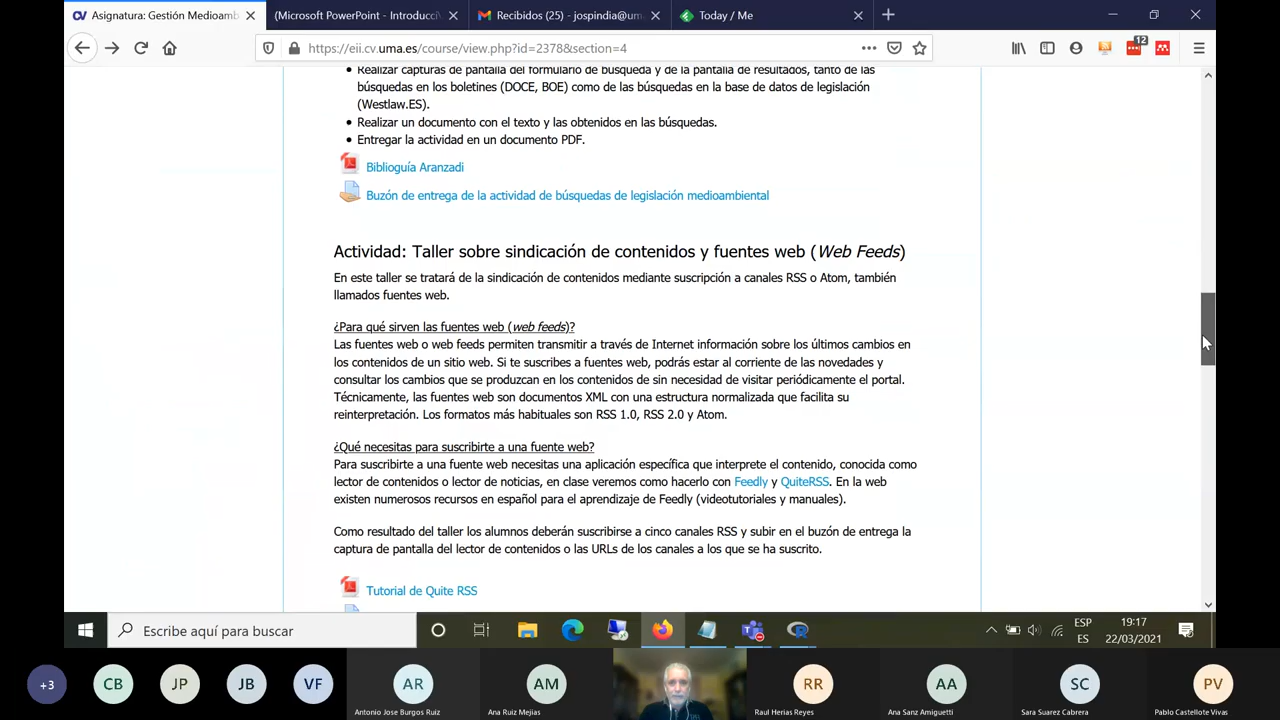 Asignatura: Gestión Medioamb
(Microsoft PowerPoint - Introducci
Recibidos (25) - jospindia@um
Today / Me
https://eii.cv.uma.es/course/view.php?id=2378&section=4
12
Realizar capturas de pantalla del formulario de búsqueda y de la pantalla de resultados, tanto de las
búsquedas en los boletines (DOCE, BOE) como de las búsquedas en la base de datos de legislación
(Westlaw.ES).
Realizar un documento con el texto y las obtenidos en las búsquedas.
Entregar la actividad en un documento PDF.
Biblioguía Aranzadi
Buzón de entrega de la actividad de búsquedas de legislación medioambiental
Actividad: Taller sobre sindicación de contenidos y fuentes web (Web Feeds)
En este taller se tratará de la sindicación de contenidos mediante suscripción a canales RSS o Atom, también
llamados fuentes web.
¿Para qué sirven las fuentes web (web feeds)?
Las fuentes web o web feeds permiten transmitir a través de Internet información sobre los últimos cambios en
los contenidos de un sitio web. Si te suscribes a fuentes web, podrás estar al corriente de las novedades y
consultar los cambios que se produzcan en los contenidos de sin necesidad de visitar periódicamente el portal.
Técnicamente, las fuentes web son documentos XML con una estructura normalizada que facilita su
reinterpretación. Los formatos más habituales son RSS 1.0, RSS 2.0 y Atom.
¿Qué necesitas para suscribirte a una fuente web?
Para suscribirte a una fuente web necesitas una aplicación específica que interprete el contenido, conocida como
lector de contenidos o lector de noticias, en clase veremos como hacerlo con Feedly y QuiteRSS. En la web
existen numerosos recursos en español para el aprendizaje de Feedly (videotutoriales y manuales).
Como resultado del taller los alumnos deberán suscribirse a cinco canales RSS y subir en el buzón de entrega la
captura de pantalla del lector de contenidos o las URLs de los canales a los que se ha suscrito.
Tutorial de Quite RSS
Escribe aquí para buscar
ESP
ES
19:17
22/03/2021
+3
CB
JP
JB
VF
AR
AM
RR
AA
SC
PV
Antonio Jose Burgos Ruiz
Ana Ruiz Mejias
Raul Herias Reyes
Ana Sanz Amiguetti
Sara Suarez Cabrera
Pablo Castellote Vivas